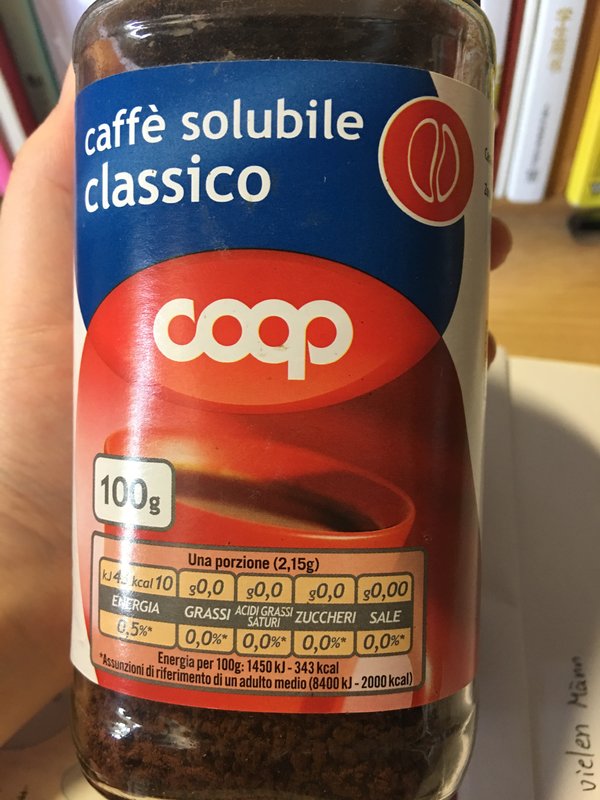 caffè solubile
classico
coop
100g
Una porzione (2,15g)
kcal 10
g0,0
g0,0
g0,0
g0,00
ENERGIA
GRASSI
ACIDI GRASSI
SATURI
ZUCCHERI
SALE
0,5%*
0,0%*
0,0%*
0,0%*
0,0%*
Energia per 100g: 1450 kJ - 343 kcal
*Assunzioni di riferimento di un adulto medio (8400 kJ - 2000 kcal)
vielen Männ